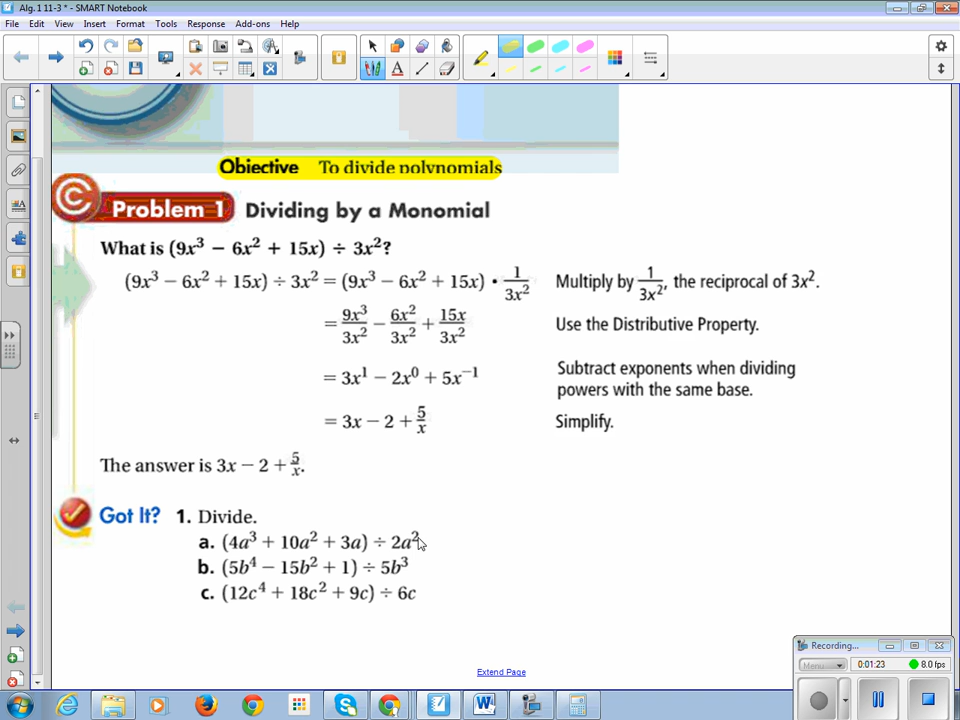 Alg. 1 11-3 * - SMART Notebook
File Edit View Insert Format Tools Response Add-ons Help
Objective To divide polynomials
Problem 1 Dividing by a Monomial
What is (9x³ − 6x² + 15x) ÷ 3x²?
(9x³ − 6x² + 15x) ÷ 3x² = (9x³ − 6x² + 15x) • 1/3x² Multiply by 1/3x², the reciprocal of 3x².
= 9x³/3x² − 6x²/3x² + 15x/3x² Use the Distributive Property.
= 3x¹ − 2x⁰ + 5x⁻¹ Subtract exponents when dividing
powers with the same base.
= 3x − 2 + 5/x Simplify.
The answer is 3x − 2 + 5/x.
Got It? 1. Divide.
a. (4a³ + 10a² + 3a) ÷ 2a²
b. (5b⁴ − 15b² + 1) ÷ 5b³
c. (12c⁴ + 18c² + 9c) ÷ 6c
Extend Page
Recording...
Menu 0:01:23 8.0 fps